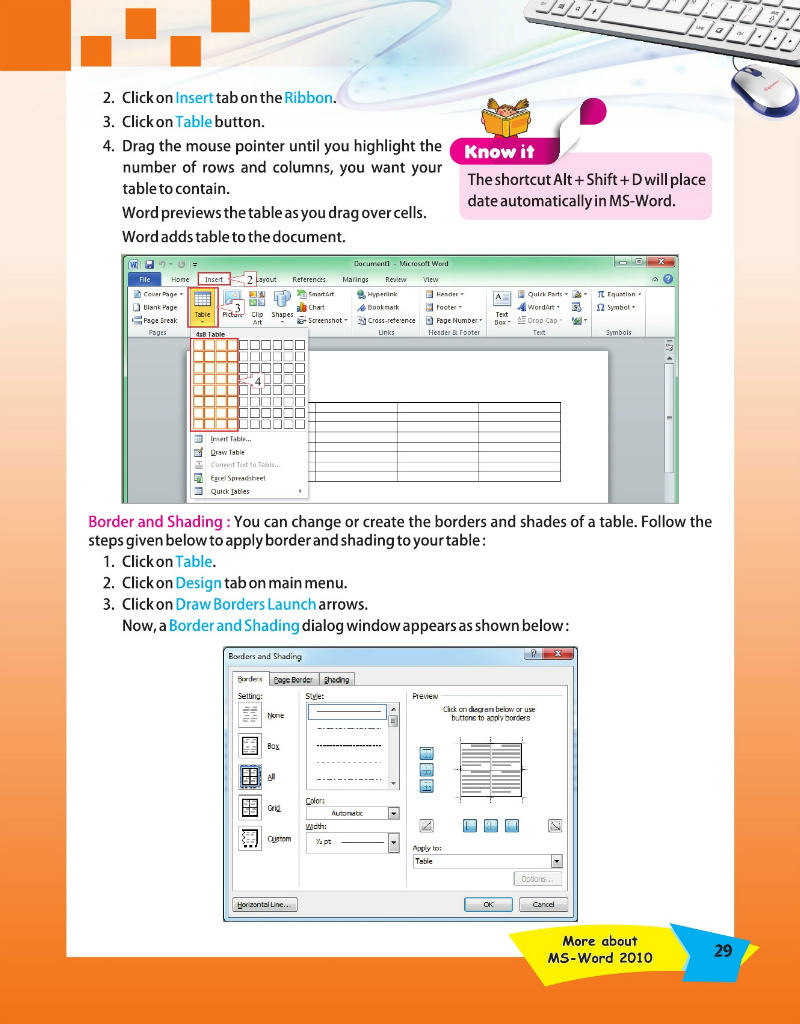 2. Click on Insert tab on the Ribbon.
3. Click on Table button.
4. Drag the mouse pointer until you highlight the
number of rows and columns, you want your
table to contain.
Word previews the table as you drag over cells.
Word adds table to the document.
Know it
The shortcut Alt + Shift + D will place
date automatically in MS-Word.
Document1 - Microsoft Word
File Home Insert 2 Layout References Mailings Review View
Cover Page
Blank Page
Page Break
Pages
Table
3
Picture
Clip
Art
Shapes
SmartArt
Chart
Screenshot
Hyperlink
Bookmark
Cross-reference
Links
Header
Footer
Page Number
Header & Footer
Text
Box
Quick Parts
WordArt
Drop Cap
Text
Equation
Symbol
Symbols
4x8 Table
4
Insert Table...
Draw Table
Convert Text to Table...
Excel Spreadsheet
Quick Tables
Border and Shading : You can change or create the borders and shades of a table. Follow the
steps given below to apply border and shading to your table :
1. Click on Table.
2. Click on Design tab on main menu.
3. Click on Draw Borders Launch arrows.
Now, a Border and Shading dialog window appears as shown below :
Borders and Shading
Borders Page Border Shading
Setting:
None
Box
All
Grid
Custom
Style:
Color:
Automatic
Width:
½ pt
Preview
Click on diagram below or use
buttons to apply borders
Apply to:
Table
Options...
Horizontal Line...
OK Cancel
More about
MS-Word 2010
29